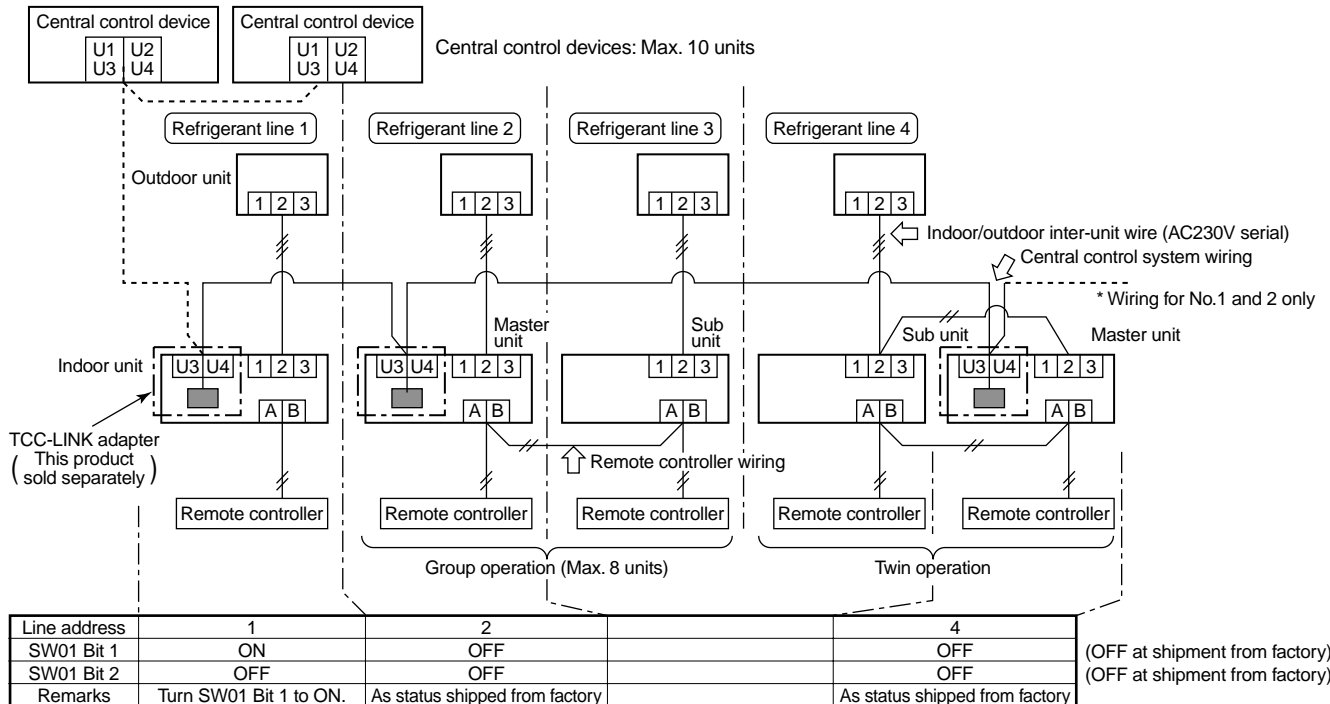 Central control device
U1 U2
U3 U4
Central control device
U1 U2
U3 U4
Central control devices: Max. 10 units
Refrigerant line 1
Refrigerant line 2
Refrigerant line 3
Refrigerant line 4
Outdoor unit
1 2 3
1 2 3
1 2 3
1 2 3
Indoor/outdoor inter-unit wire (AC230V serial)
Central control system wiring
* Wiring for No.1 and 2 only
Master
unit
Sub
unit
Sub unit
Master unit
Indoor unit
U3 U4 1 2 3
U3 U4 1 2 3
1 2 3
1 2 3
U3 U4 1 2 3
A B
A B
A B
A B
A B
TCC-LINK adapter
( This product
sold separately )
Remote controller wiring
Remote controller
Remote controller
Remote controller
Remote controller
Remote controller
Group operation (Max. 8 units)
Twin operation
Line address 1 2 4
SW01 Bit 1 ON OFF OFF (OFF at shipment from factory)
SW01 Bit 2 OFF OFF OFF (OFF at shipment from factory)
Remarks Turn SW01 Bit 1 to ON. As status shipped from factory As status shipped from factory